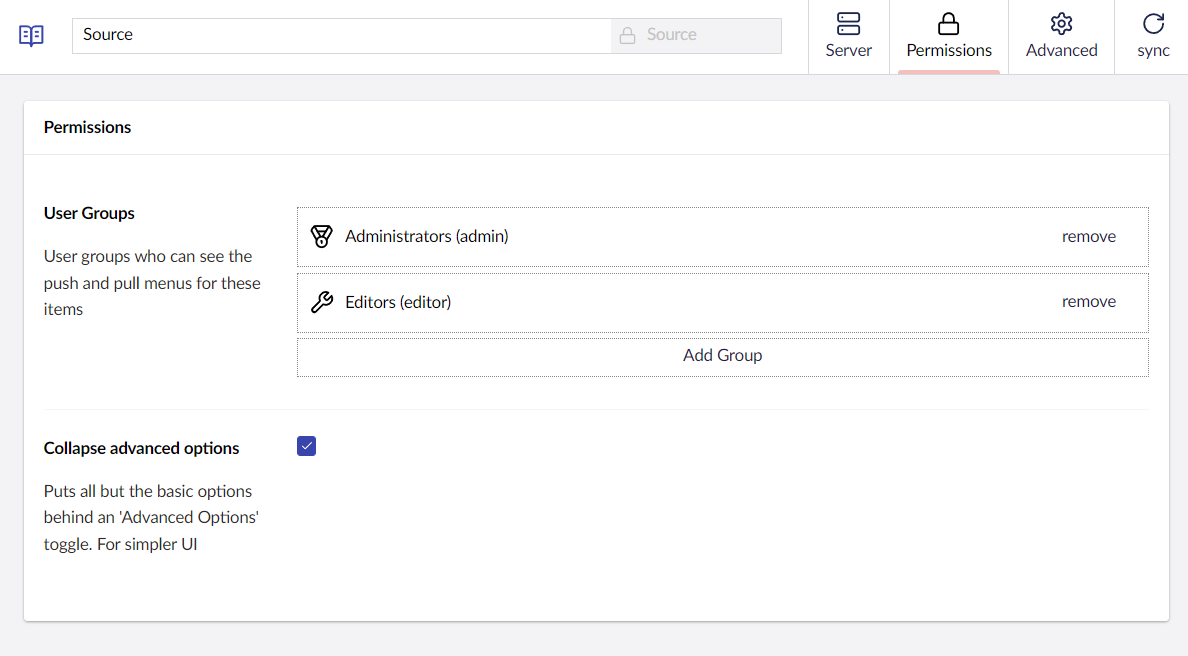 Source
Source
Server
Permissions
Advanced
sync
Permissions
User Groups
User groups who can see the
push and pull menus for these
items
Administrators (admin)
remove
Editors (editor)
remove
Add Group
Collapse advanced options
Puts all but the basic options
behind an 'Advanced Options'
toggle. For simpler UI